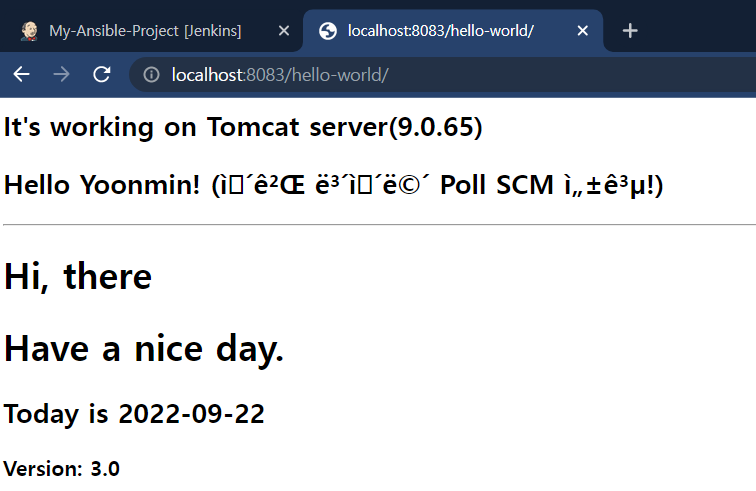 My-Ansible-Project [Jenkins]
localhost:8083/hello-world/
localhost:8083/hello-world/
It's working on Tomcat server(9.0.65)
Hello Yoonmin! (ì□´ê²Œ ë³´ì□´ë©´ Poll SCM ì„±ê³µ!)
Hi, there
Have a nice day.
Today is 2022-09-22
Version: 3.0